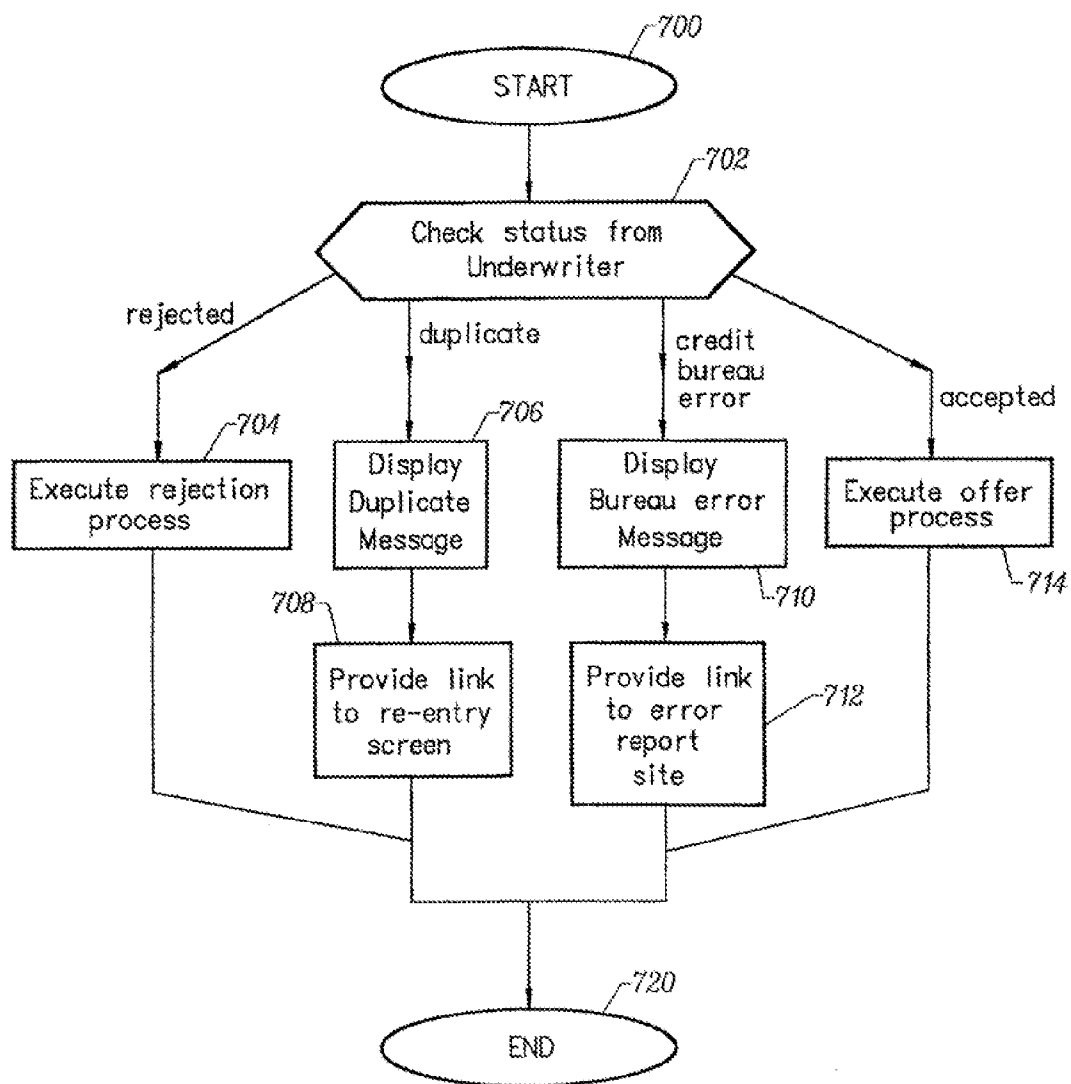 700
START
702
Check status from
Underwriter
rejected
duplicate
credit
bureau
error
accepted
704
Execute rejection
process
706
Display
Duplicate
Message
Display
Bureau error
Message
710
Execute offer
process
714
708
Provide link
to re-entry
screen
Provide link
to error
report
site
712
720
END